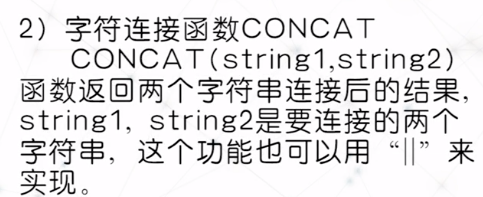 2）字符连接函数CONCAT
CONCAT(string1,string2)
函数返回两个字符串连接后的结果，
string1，string2是要连接的两个
字符串，这个功能也可以用“||”来
实现。